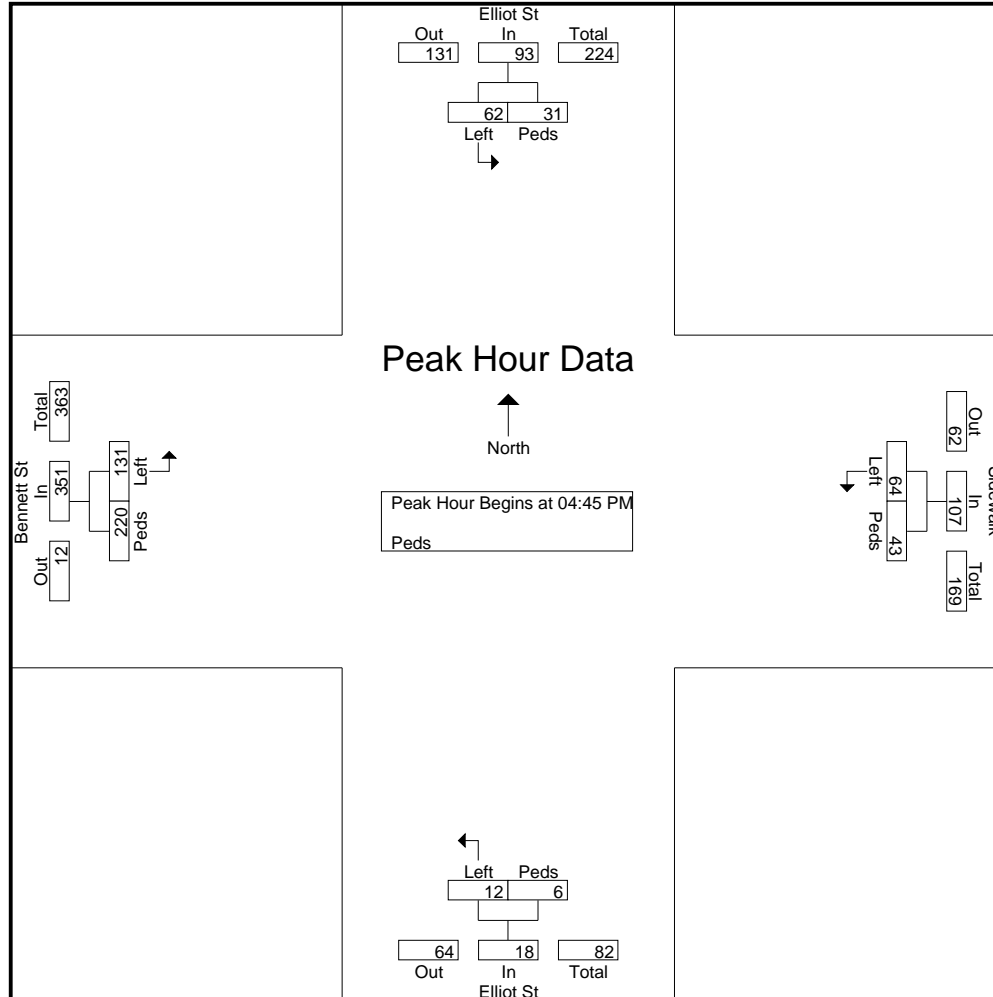 Elliot St
Out In Total
131 93 224
62 31
Left Peds
Peak Hour Data
North
Peak Hour Begins at 04:45 PM
Peds
Bennett St
Total In Out
363 351 12
131 220
Left Peds
Sidewalk
Out In Total
62 107 169
64 43
Left Peds
Left Peds
12 6
64 18 82
Out In Total
Elliot St